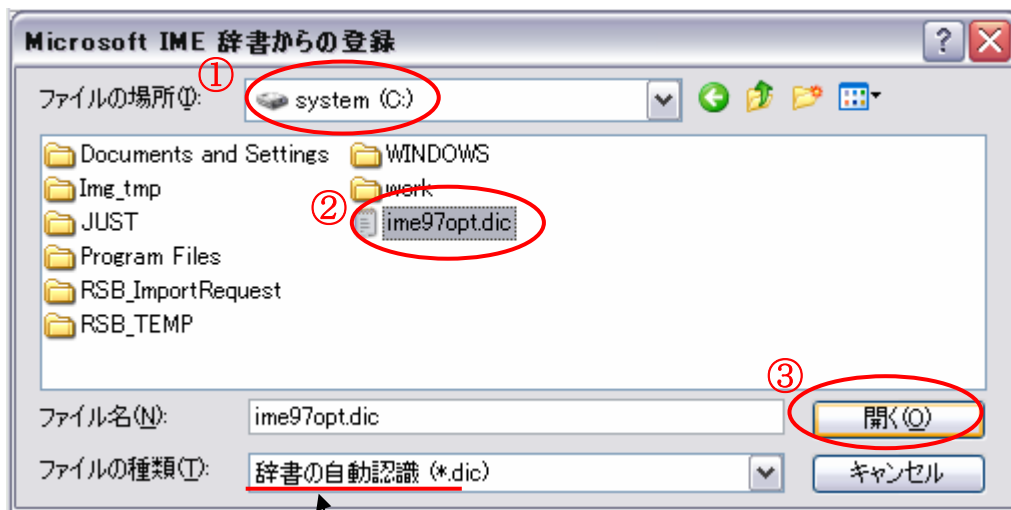 Microsoft IME 辞書からの登録
①
ファイルの場所(I):
system (C:)
Documents and Settings
WINDOWS
Img_tmp
work
JUST
②
ime97opt.dic
Program Files
RSB_ImportRequest
RSB_TEMP
③
ファイル名(N):
ime97opt.dic
開く(O)
ファイルの種類(T):
辞書の自動認識 (*.dic)
キャンセル